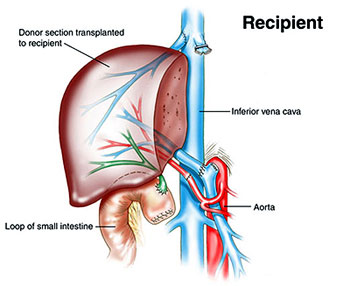 Recipient
Donor section transplanted
to recipient
Inferior vena cava
Aorta
Loop of small intestine